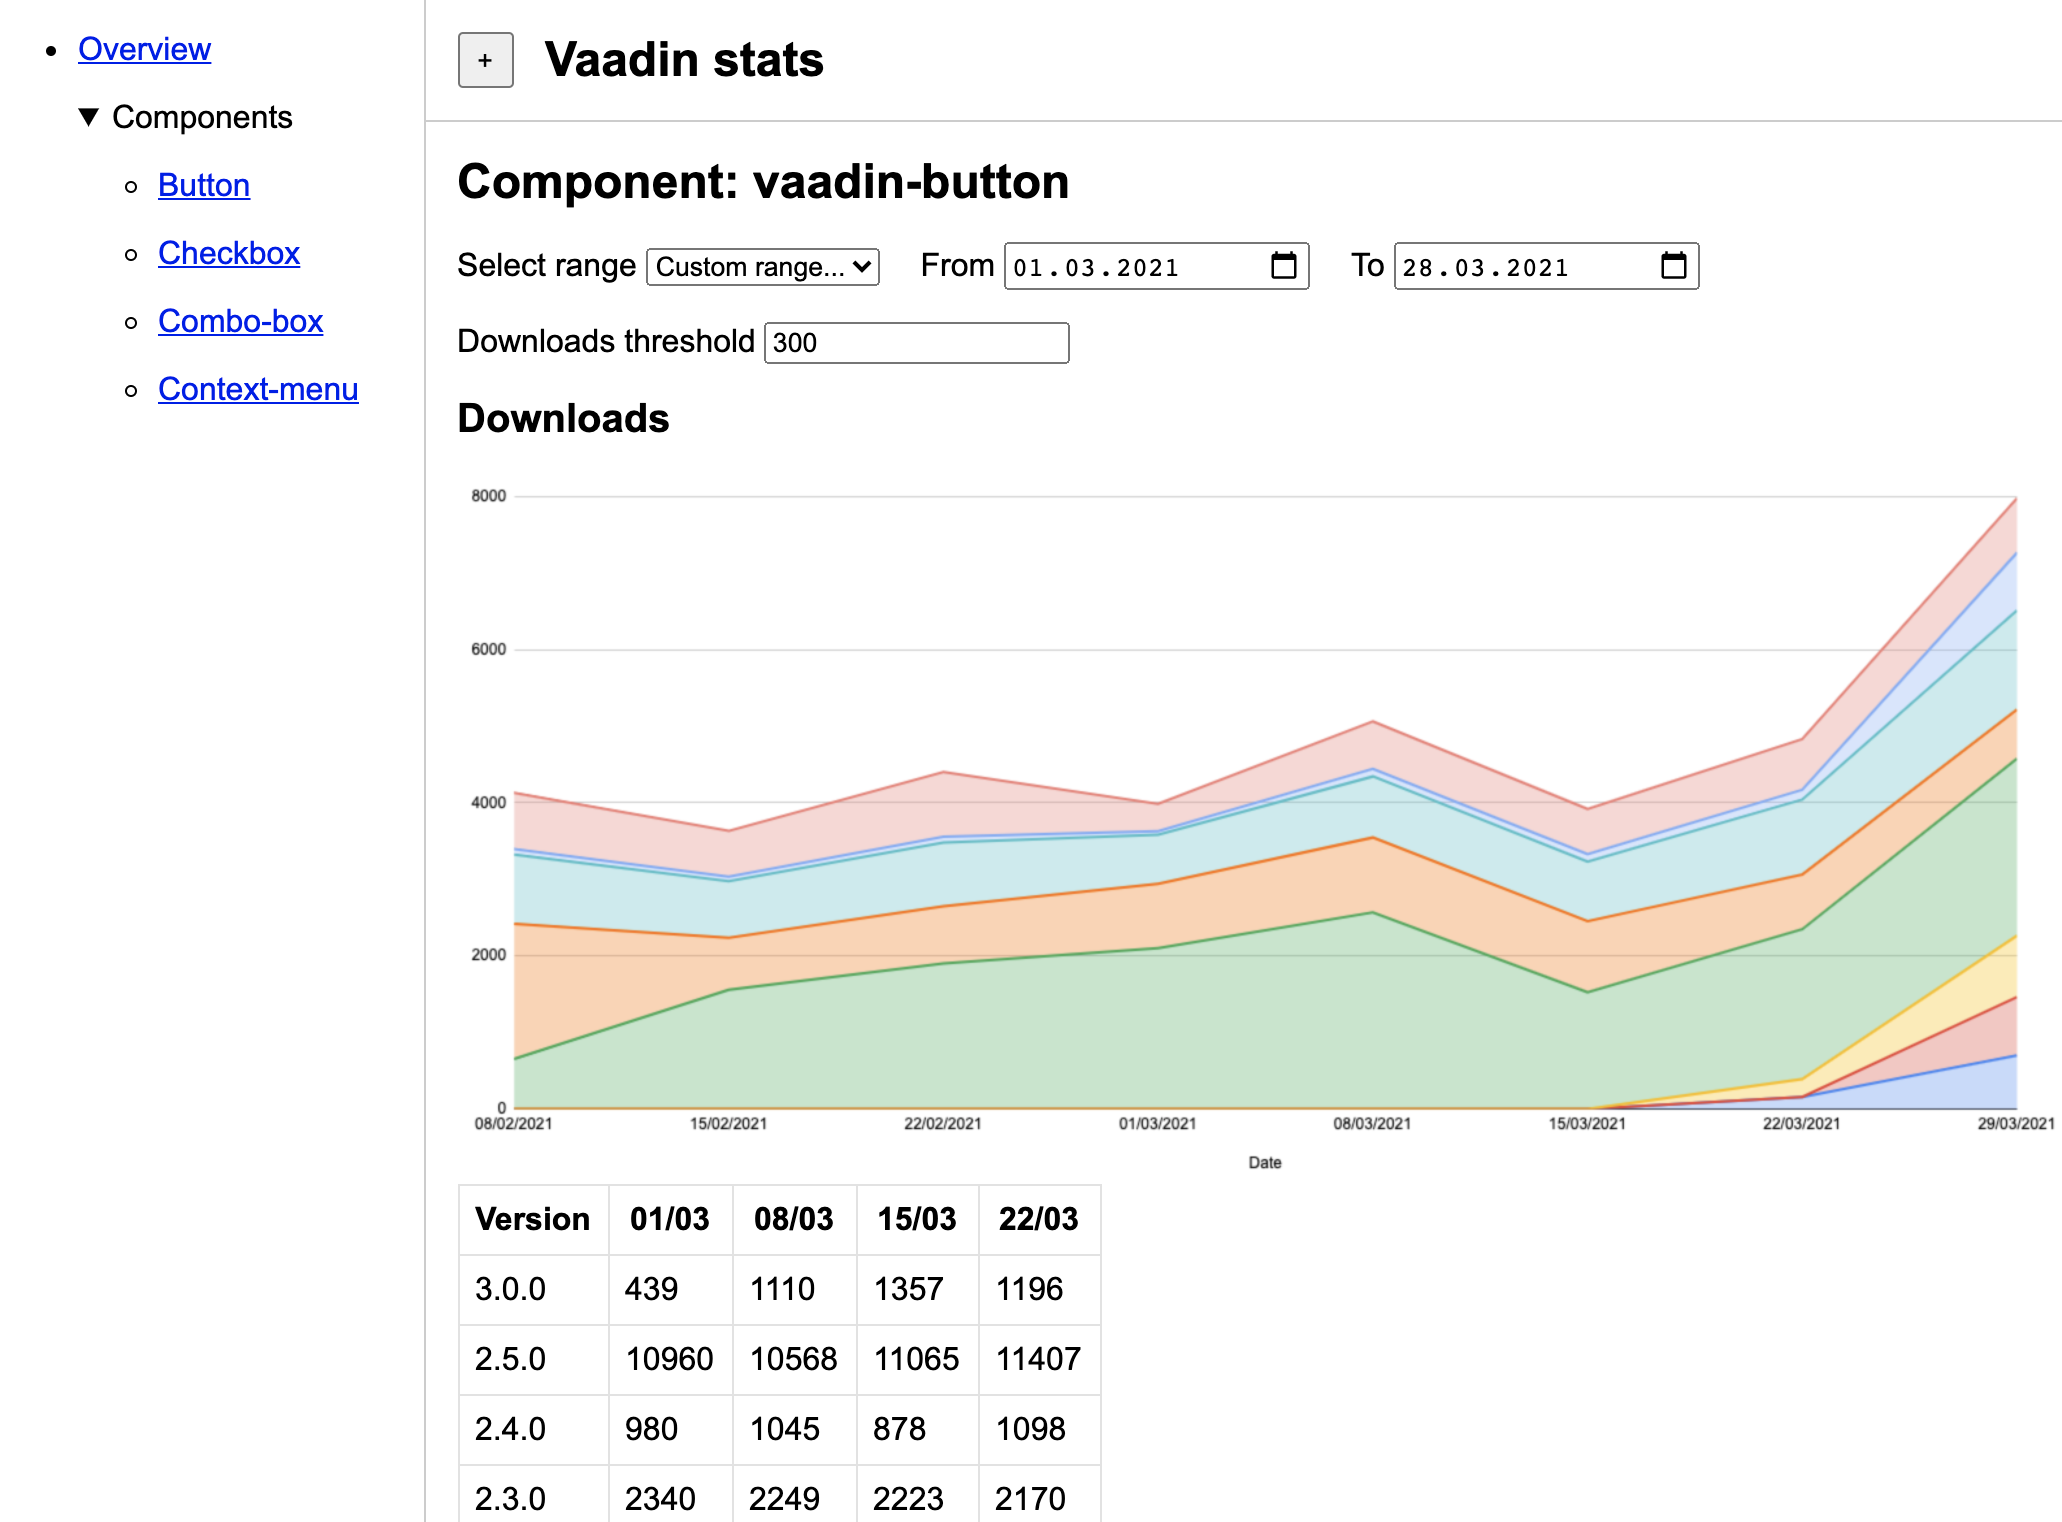 Overview
Components
Button
Checkbox
Combo-box
Context-menu
+ Vaadin stats
Component: vaadin-button
Select range Custom range... From 01.03.2021 To 28.03.2021
Downloads threshold 300
Downloads
8000
6000
4000
2000
0
08/02/2021 15/02/2021 22/02/2021 01/03/2021 08/03/2021 15/03/2021 22/03/2021 29/03/2021
Date
Version 01/03 08/03 15/03 22/03
3.0.0 439 1110 1357 1196
2.5.0 10960 10568 11065 11407
2.4.0 980 1045 878 1098
2.3.0 2340 2249 2223 2170